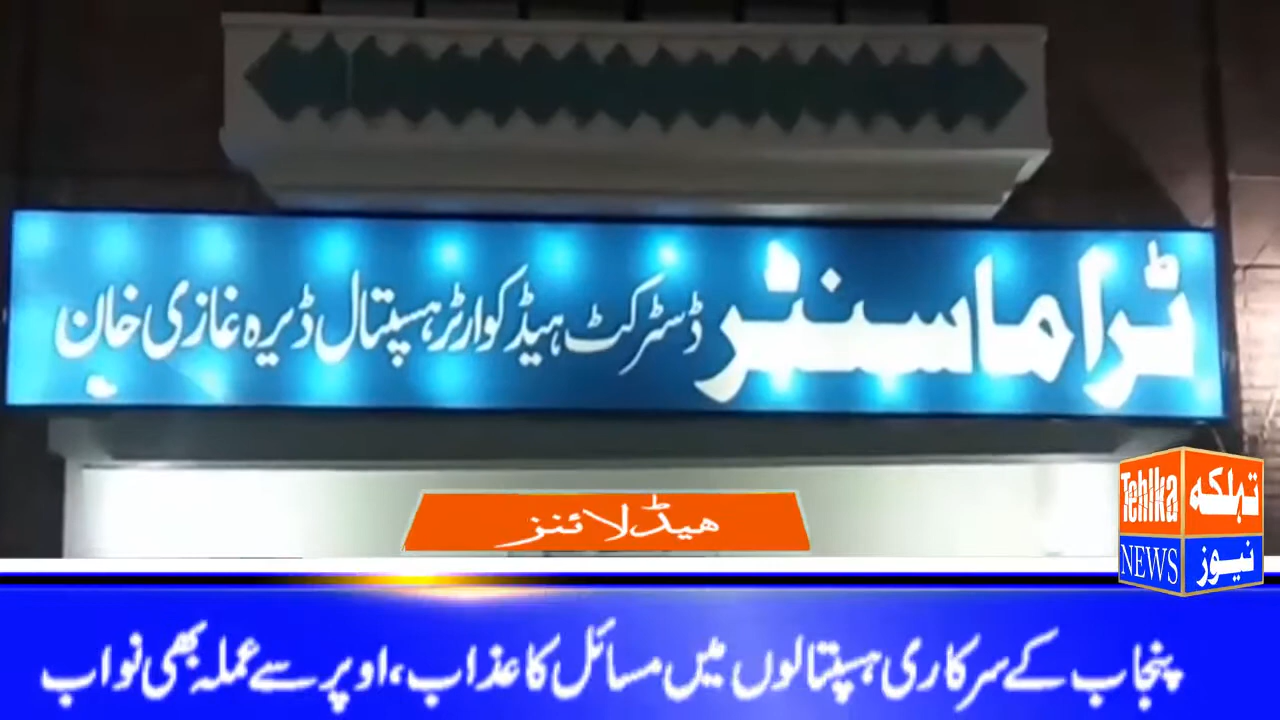 ٹراما سنٹر ڈسٹرکٹ ہیڈ کوارٹر ہسپتال ڈیرہ غازی خان
ہیڈ لائنز
Tehlka تہلکہ
NEWS نیوز
پنجاب کے سرکاری ہسپتالوں میں مسائل کا عذاب، اوپر سے عملہ بھی نواب